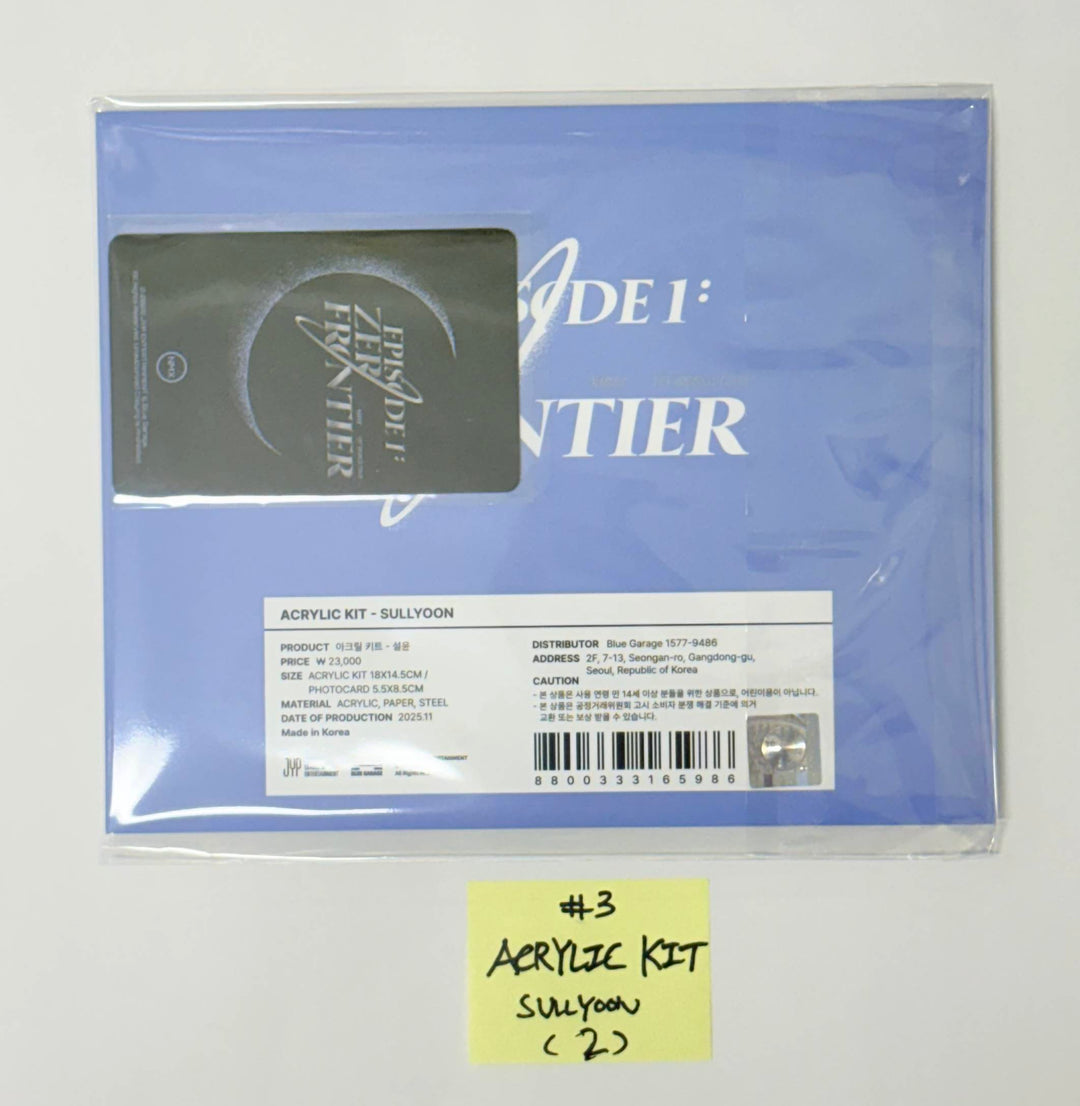 SODE 1:
NTIER
EPISODE 1:
ZERO
FRONTIER
NMIXX
ACRYLIC KIT - SULLYOON
PRODUCT 아크릴 키트 - 설윤
PRICE ₩ 23,000
SIZE ACRYLIC KIT 18X14.5CM /
PHOTOCARD 5.5X8.5CM
MATERIAL ACRYLIC, PAPER, STEEL
DATE OF PRODUCTION 2025.11
Made in Korea
JYP ENTERTAINMENT
BLUE GARAGE
DISTRIBUTOR Blue Garage 1577-9486
ADDRESS 2F, 7-13, Seongan-ro, Gangdong-gu,
Seoul, Republic of Korea
CAUTION
- 본 상품은 사용 연령 만 14세 이상 분들을 위한 상품으로, 어린이용이 아닙니다.
- 본 상품은 공정거래위원회 고시 소비자 분쟁 해결 기준에 의거
교환 또는 보상 받을 수 있습니다.
8800333165986
#3
ACRYLIC KIT
SULLYOON
(2)